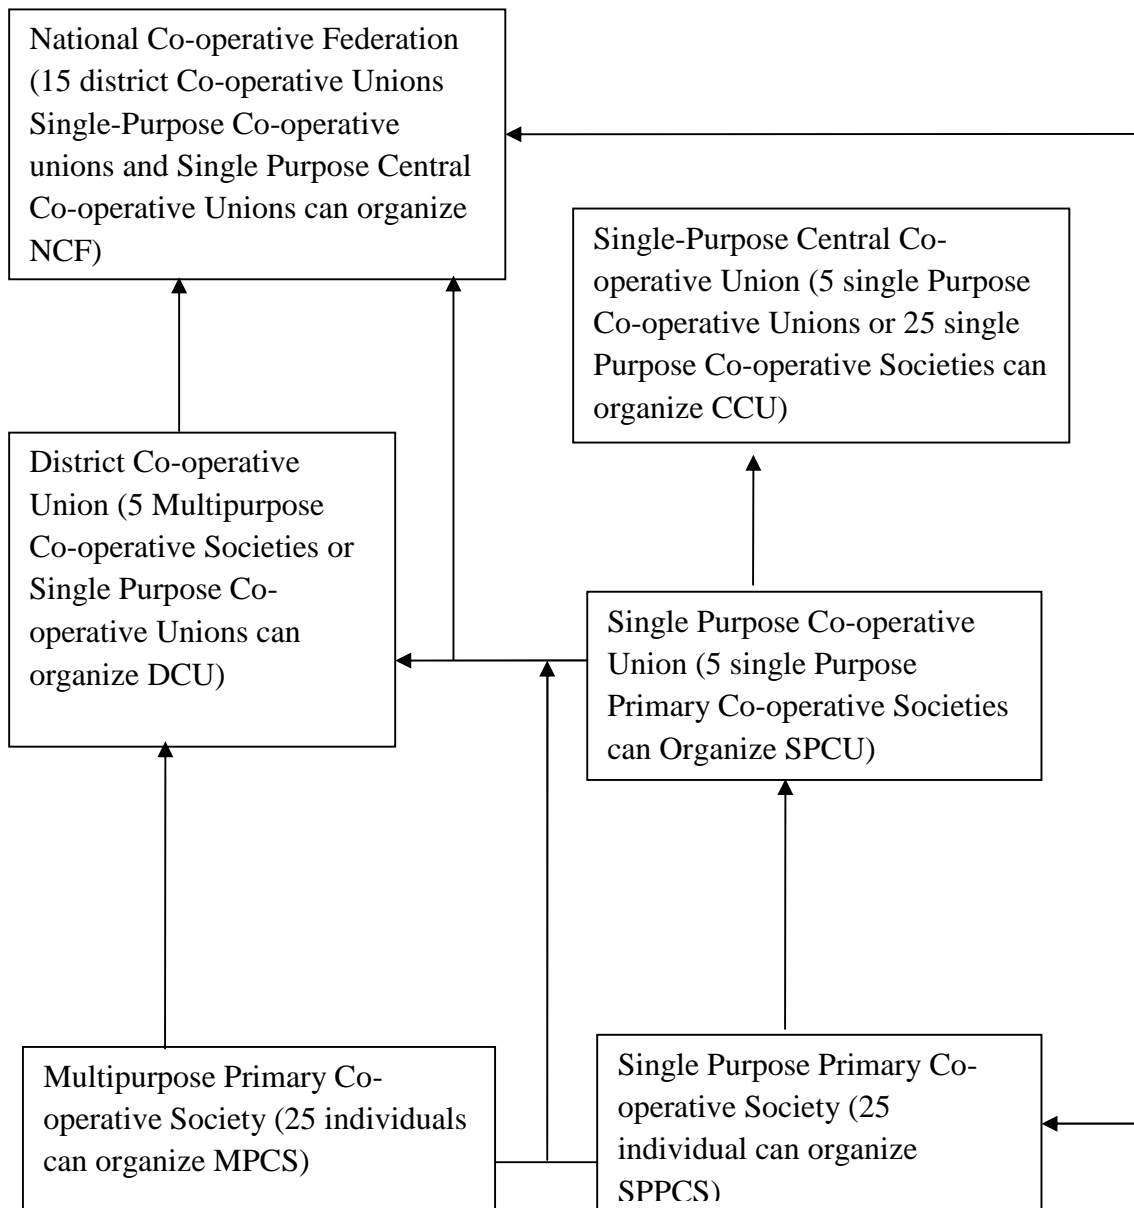 National Co-operative Federation
(15 district Co-operative Unions
Single-Purpose Co-operative
unions and Single Purpose Central
Co-operative Unions can organize
NCF)
Single-Purpose Central Co-
operative Union (5 single Purpose
Co-operative Unions or 25 single
Purpose Co-operative Societies can
organize CCU)
District Co-operative
Union (5 Multipurpose
Co-operative Societies or
Single Purpose Co-
operative Unions can
organize DCU)
Single Purpose Co-operative
Union (5 single Purpose
Primary Co-operative Societies
can Organize SPCU)
Multipurpose Primary Co-
operative Society (25 individuals
can organize MPCS)
Single Purpose Primary Co-
operative Society (25
individual can organize
SPPCS)